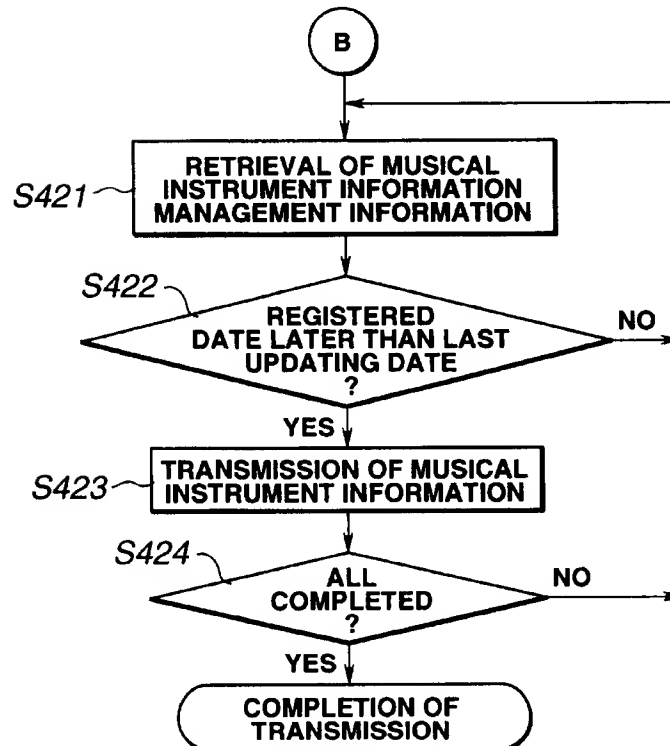 B
S421
RETRIEVAL OF MUSICAL
INSTRUMENT INFORMATION
MANAGEMENT INFORMATION
S422
REGISTERED
DATE LATER THAN LAST
UPDATING DATE
?
NO
YES
S423
TRANSMISSION OF MUSICAL
INSTRUMENT INFORMATION
S424
ALL
COMPLETED
?
NO
YES
COMPLETION OF
TRANSMISSION